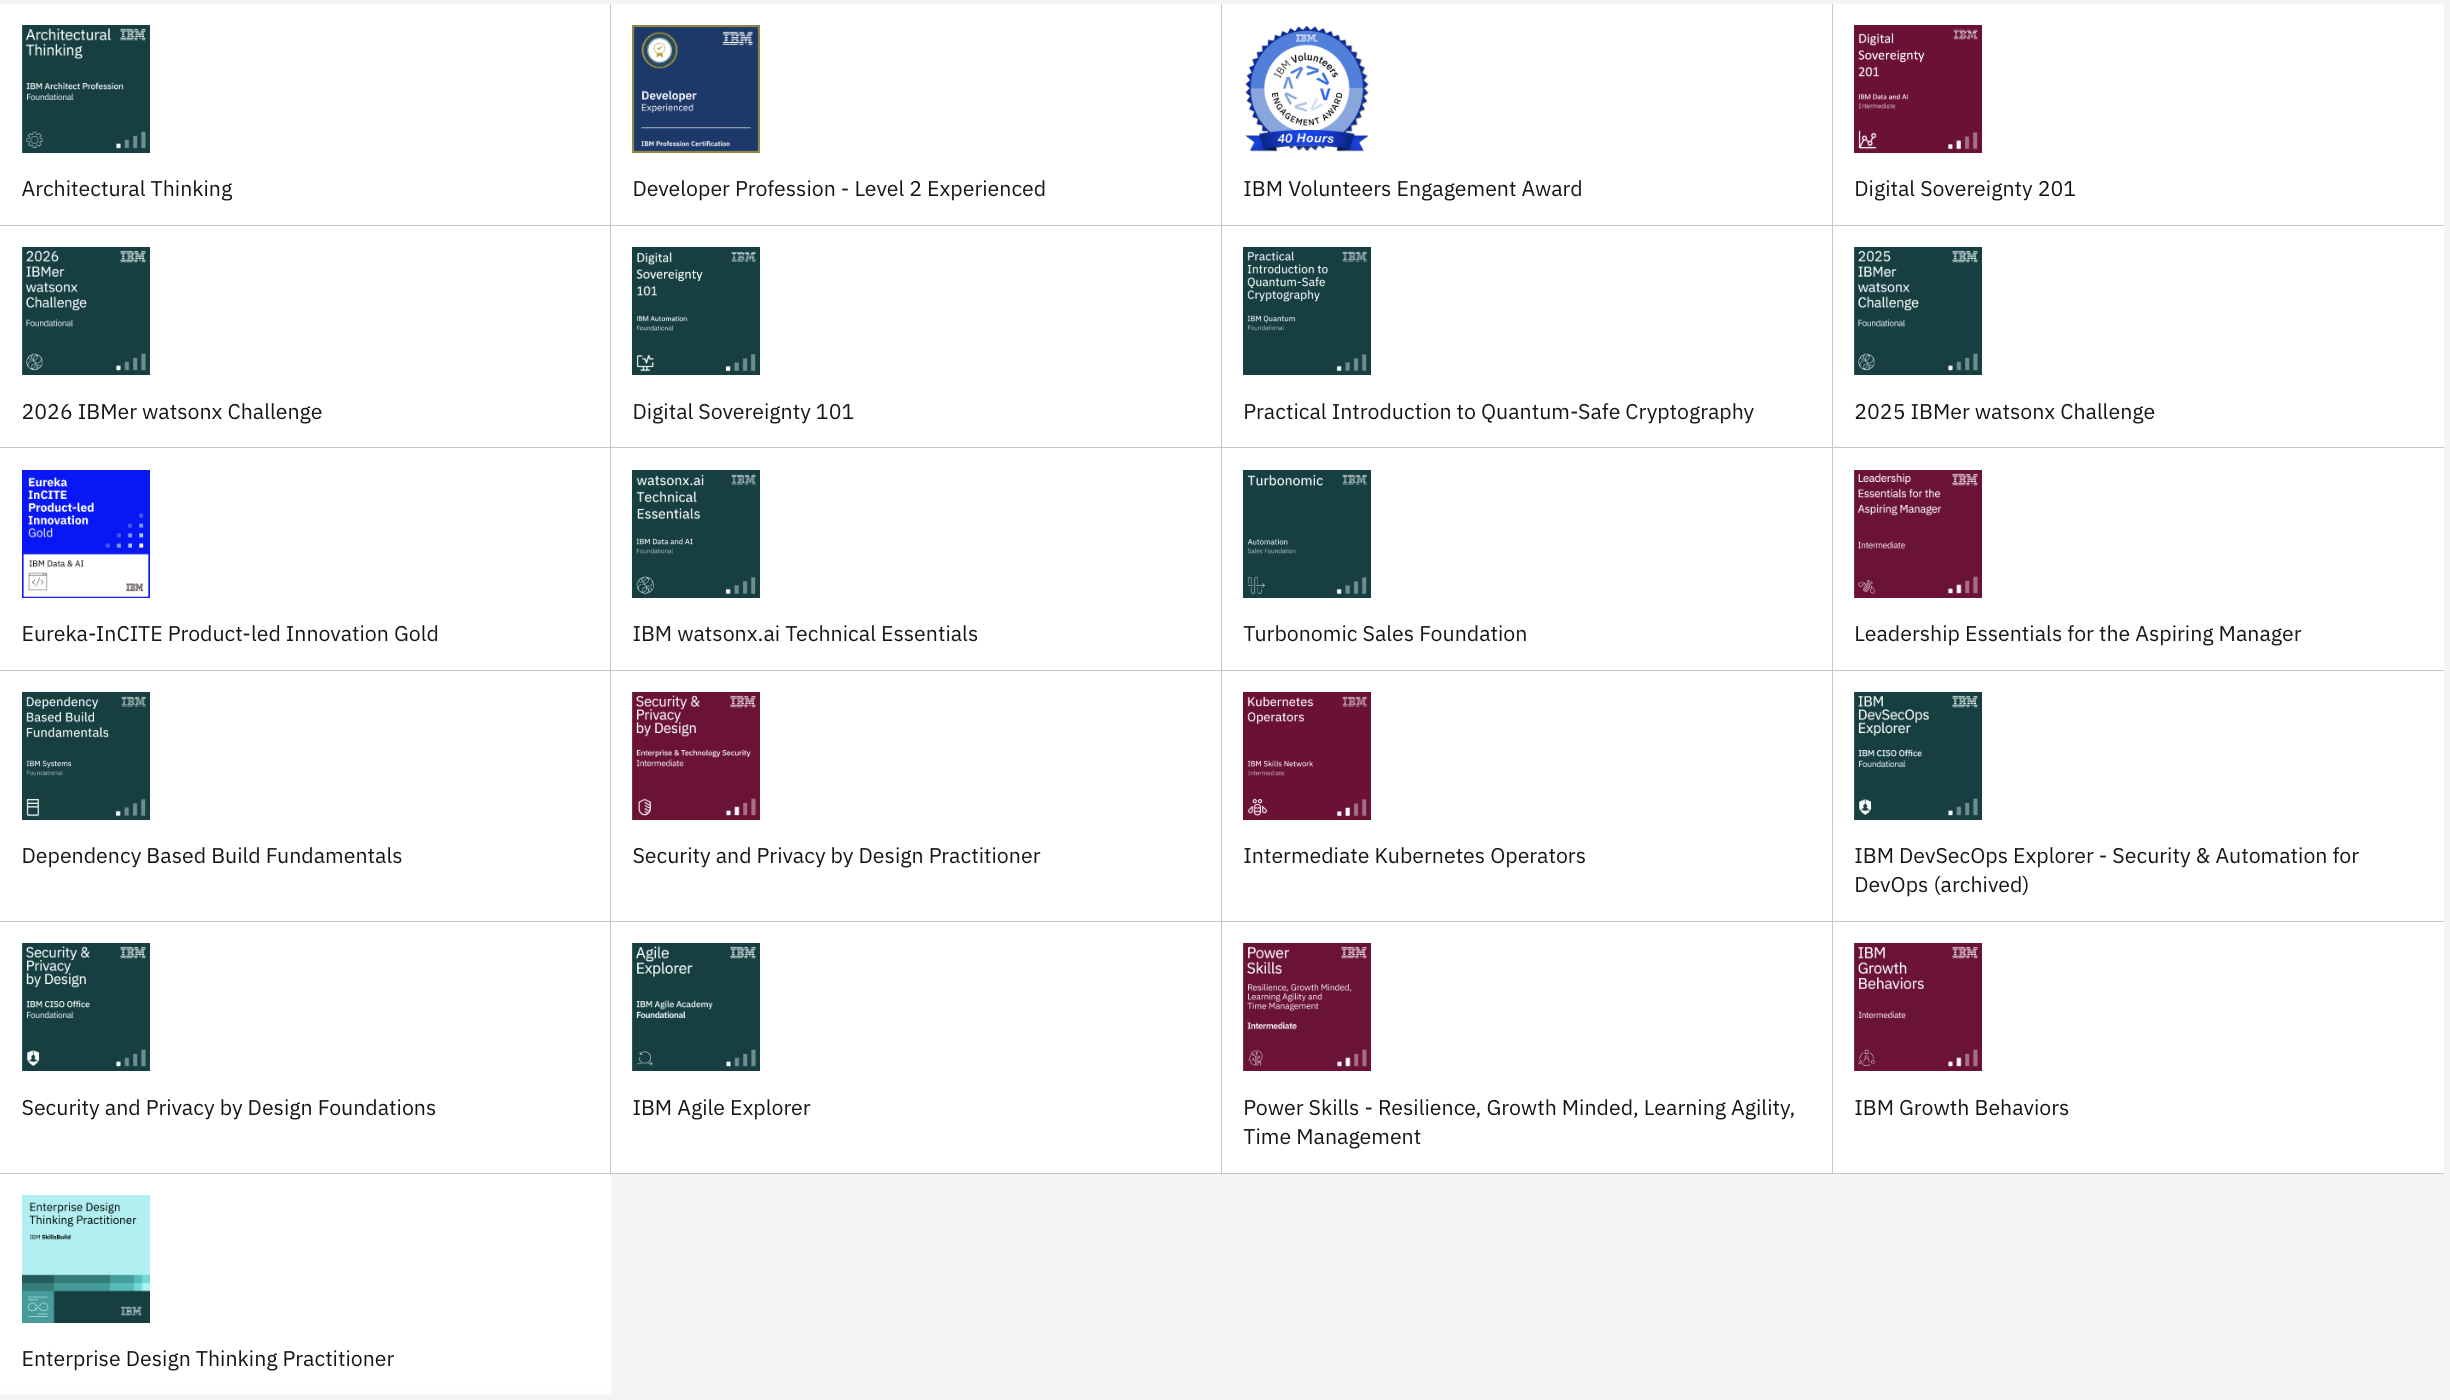 Architectural Thinking IBM
IBM Architect Profession
Foundational
Architectural Thinking
IBM
Developer
Experienced
IBM Profession Certification
Developer Profession - Level 2 Experienced
IBM
IBM Volunteers
ENGAGEMENT AWARD
40 Hours
IBM Volunteers Engagement Award
Digital Sovereignty 201 IBM
IBM Data and AI
Intermediate
Digital Sovereignty 201
2026 IBM
IBMer
watsonx
Challenge
Foundational
2026 IBMer watsonx Challenge
Digital IBM
Sovereignty
101
IBM Automation
Foundational
Digital Sovereignty 101
Practical IBM
Introduction to
Quantum-Safe
Cryptography
IBM Quantum
Foundational
Practical Introduction to Quantum-Safe Cryptography
2025 IBM
IBMer
watsonx
Challenge
Foundational
2025 IBMer watsonx Challenge
Eureka
InCITE
Product-led
Innovation
Gold
IBM Data & AI
IBM
Eureka-InCITE Product-led Innovation Gold
watsonx.ai IBM
Technical
Essentials
IBM Data and AI
Foundational
IBM watsonx.ai Technical Essentials
Turbonomic IBM
Automation
Sales Foundation
Turbonomic Sales Foundation
Leadership IBM
Essentials for the
Aspiring Manager
Intermediate
Leadership Essentials for the Aspiring Manager
Dependency IBM
Based Build
Fundamentals
IBM Systems
Foundational
Dependency Based Build Fundamentals
Security & IBM
Privacy
by Design
Enterprise & Technology Security
Intermediate
Security and Privacy by Design Practitioner
Kubernetes IBM
Operators
IBM Skills Network
Intermediate
Intermediate Kubernetes Operators
IBM IBM
DevSecOps
Explorer
IBM CISO Office
Foundational
IBM DevSecOps Explorer - Security & Automation for
DevOps (archived)
Security & IBM
Privacy
by Design
IBM CISO Office
Foundational
Security and Privacy by Design Foundations
Agile IBM
Explorer
IBM Agile Academy
Foundational
IBM Agile Explorer
Power IBM
Skills
Resilience, Growth Minded,
Learning Agility and
Time Management
Intermediate
Power Skills - Resilience, Growth Minded, Learning Agility,
Time Management
IBM IBM
Growth
Behaviors
Intermediate
IBM Growth Behaviors
Enterprise Design
Thinking Practitioner
IBM SkillsBuild
IBM
Enterprise Design Thinking Practitioner